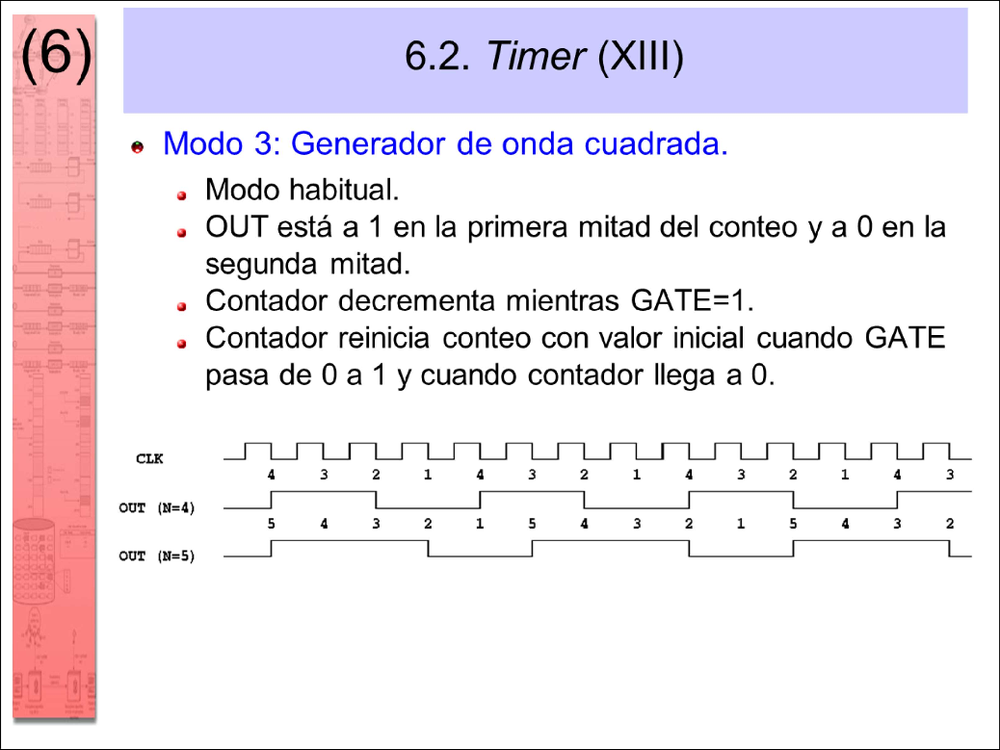 (6)
6.2. Timer (XIII)
Modo 3: Generador de onda cuadrada.
Modo habitual.
OUT está a 1 en la primera mitad del conteo y a 0 en la
segunda mitad.
Contador decrementa mientras GATE=1.
Contador reinicia conteo con valor inicial cuando GATE
pasa de 0 a 1 y cuando contador llega a 0.
CLK
4 3 2 1 4 3 2 1 4 3 2 1 4 3
OUT (N=4)
5 4 3 2 1 5 4 3 2 1 5 4 3 2
OUT (N=5)